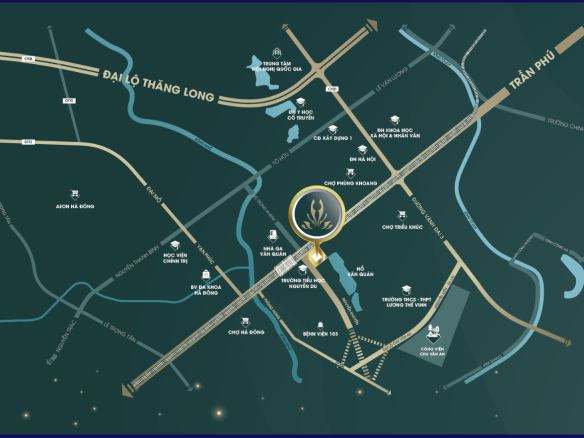 TRUNG TÂM
HỘI NGHỊ QUỐC GIA
ĐẠI LỘ THĂNG LONG
TRẦN PHÚ
LÊ VĂN LƯƠNG
ĐH Y HỌC
CỔ TRUYỀN
CĐ XÂY DỰNG 1
ĐH KHOA HỌC
XÃ HỘI & NHÂN VĂN
ĐH HÀ NỘI
TỐ HỮU
CHỢ PHÙNG KHOANG
ĐẠI MỖ
AEON HÀ ĐÔNG
CHỢ TRIỀU KHÚC
ĐƯỜNG VÀNH ĐAI 3
VẠN PHÚC
NGUYỄN THANH BÌNH
HỌC VIỆN
CHÍNH TRỊ
NHÀ GA
VĂN QUÁN
HỒ
VĂN QUÁN
TRƯỜNG TIỂU HỌC
NGUYỄN DU
BV ĐA KHOA
HÀ ĐÔNG
TRƯỜNG THCS - THPT
LƯƠNG THẾ VINH
NGUYỄN TRÁC
LÊ TRỌNG TẤN
CHỢ HÀ ĐÔNG
BỆNH VIỆN 103
CÔNG VIÊN
CHU VĂN AN